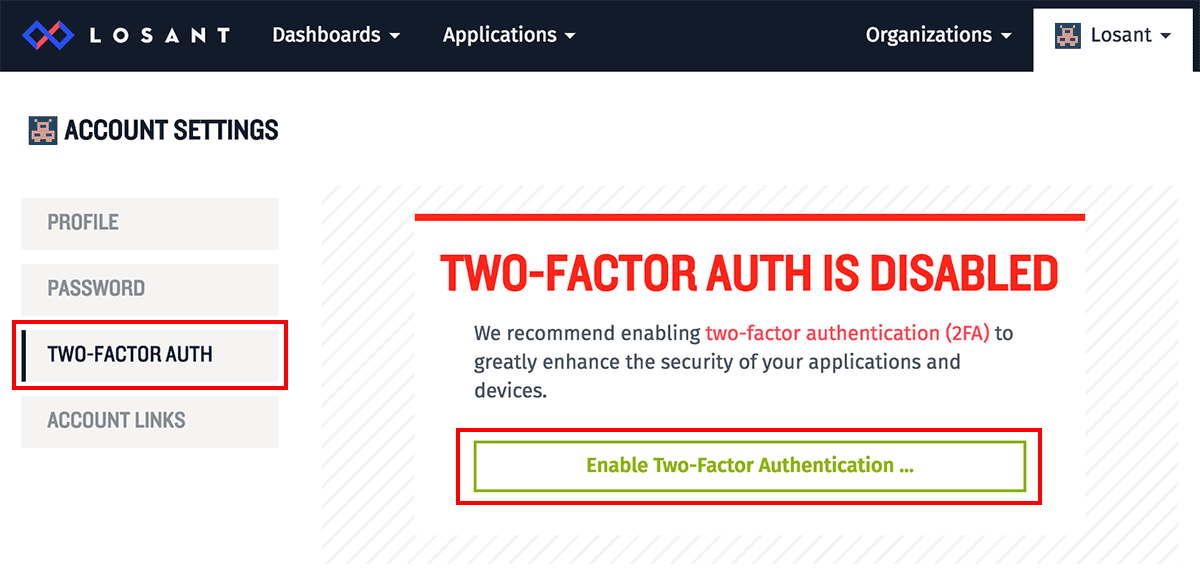 LOSANT Dashboards Applications Organizations Losant
ACCOUNT SETTINGS
PROFILE
PASSWORD
TWO-FACTOR AUTH
ACCOUNT LINKS
TWO-FACTOR AUTH IS DISABLED
We recommend enabling two-factor authentication (2FA) to
greatly enhance the security of your applications and
devices.
Enable Two-Factor Authentication ...